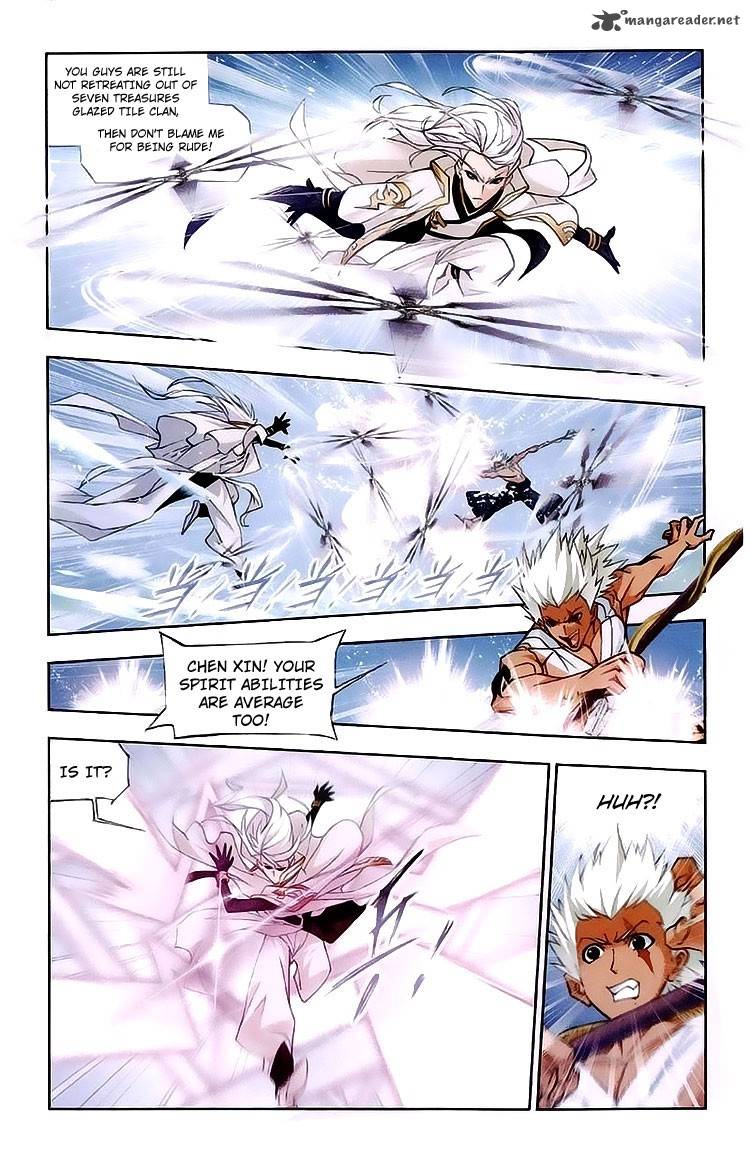 mangareader.net
YOU GUYS ARE STILL
NOT RETREATING OUT OF
SEVEN TREASURES
GLAZED TILE CLAN,
THEN DON'T BLAME ME
FOR BEING RUDE!
CHEN XIN! YOUR
SPIRIT ABILITIES
ARE AVERAGE
TOO!
IS IT?
HUH?!